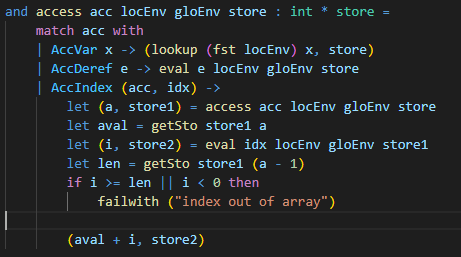 and access acc locEnv gloEnv store : int * store =
    match acc with
    | AccVar x -> (lookup (fst locEnv) x, store)
    | AccDeref e -> eval e locEnv gloEnv store
    | AccIndex (acc, idx) ->
        let (a, store1) = access acc locEnv gloEnv store
        let aval = getSto store1 a
        let (i, store2) = eval idx locEnv gloEnv store1
        let len = getSto store1 (a - 1)
        if i >= len || i < 0 then
            failwith ("index out of array")
        (aval + i, store2)